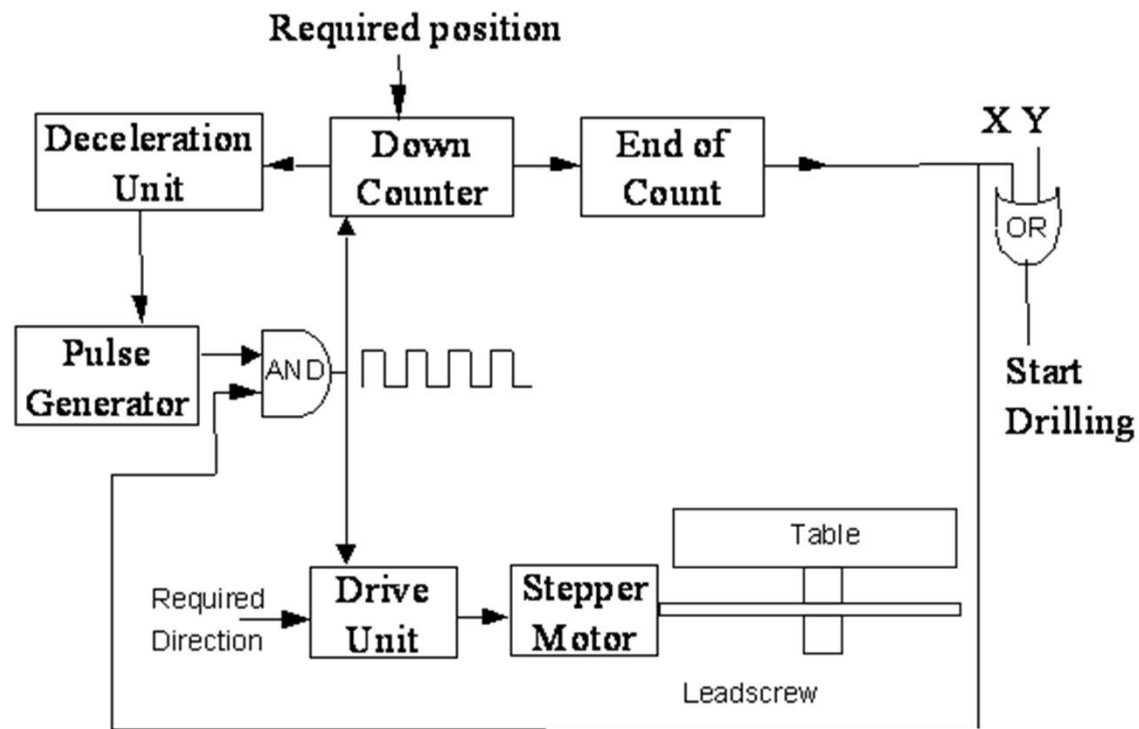 Required position
Deceleration
Unit
Down
Counter
End of
Count
X Y
OR
Pulse
Generator
AND
Start
Drilling
Table
Required
Direction
Drive
Unit
Stepper
Motor
Leadscrew